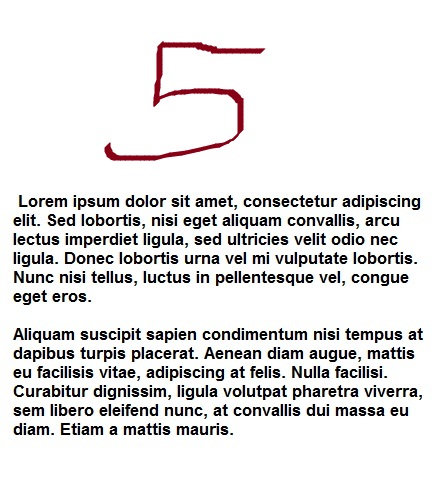 5
Lorem ipsum dolor sit amet, consectetur adipiscing
elit. Sed lobortis, nisi eget aliquam convallis, arcu
lectus imperdiet ligula, sed ultricies velit odio nec
ligula. Donec lobortis urna vel mi vulputate lobortis.
Nunc nisi tellus, luctus in pellentesque vel, congue
eget eros.

Aliquam suscipit sapien condimentum nisi tempus at
dapibus turpis placerat. Aenean diam augue, mattis
eu facilisis vitae, adipiscing at felis. Nulla facilisi.
Curabitur dignissim, ligula volutpat pharetra viverra,
sem libero eleifend nunc, at convallis dui massa eu
diam. Etiam a mattis mauris.